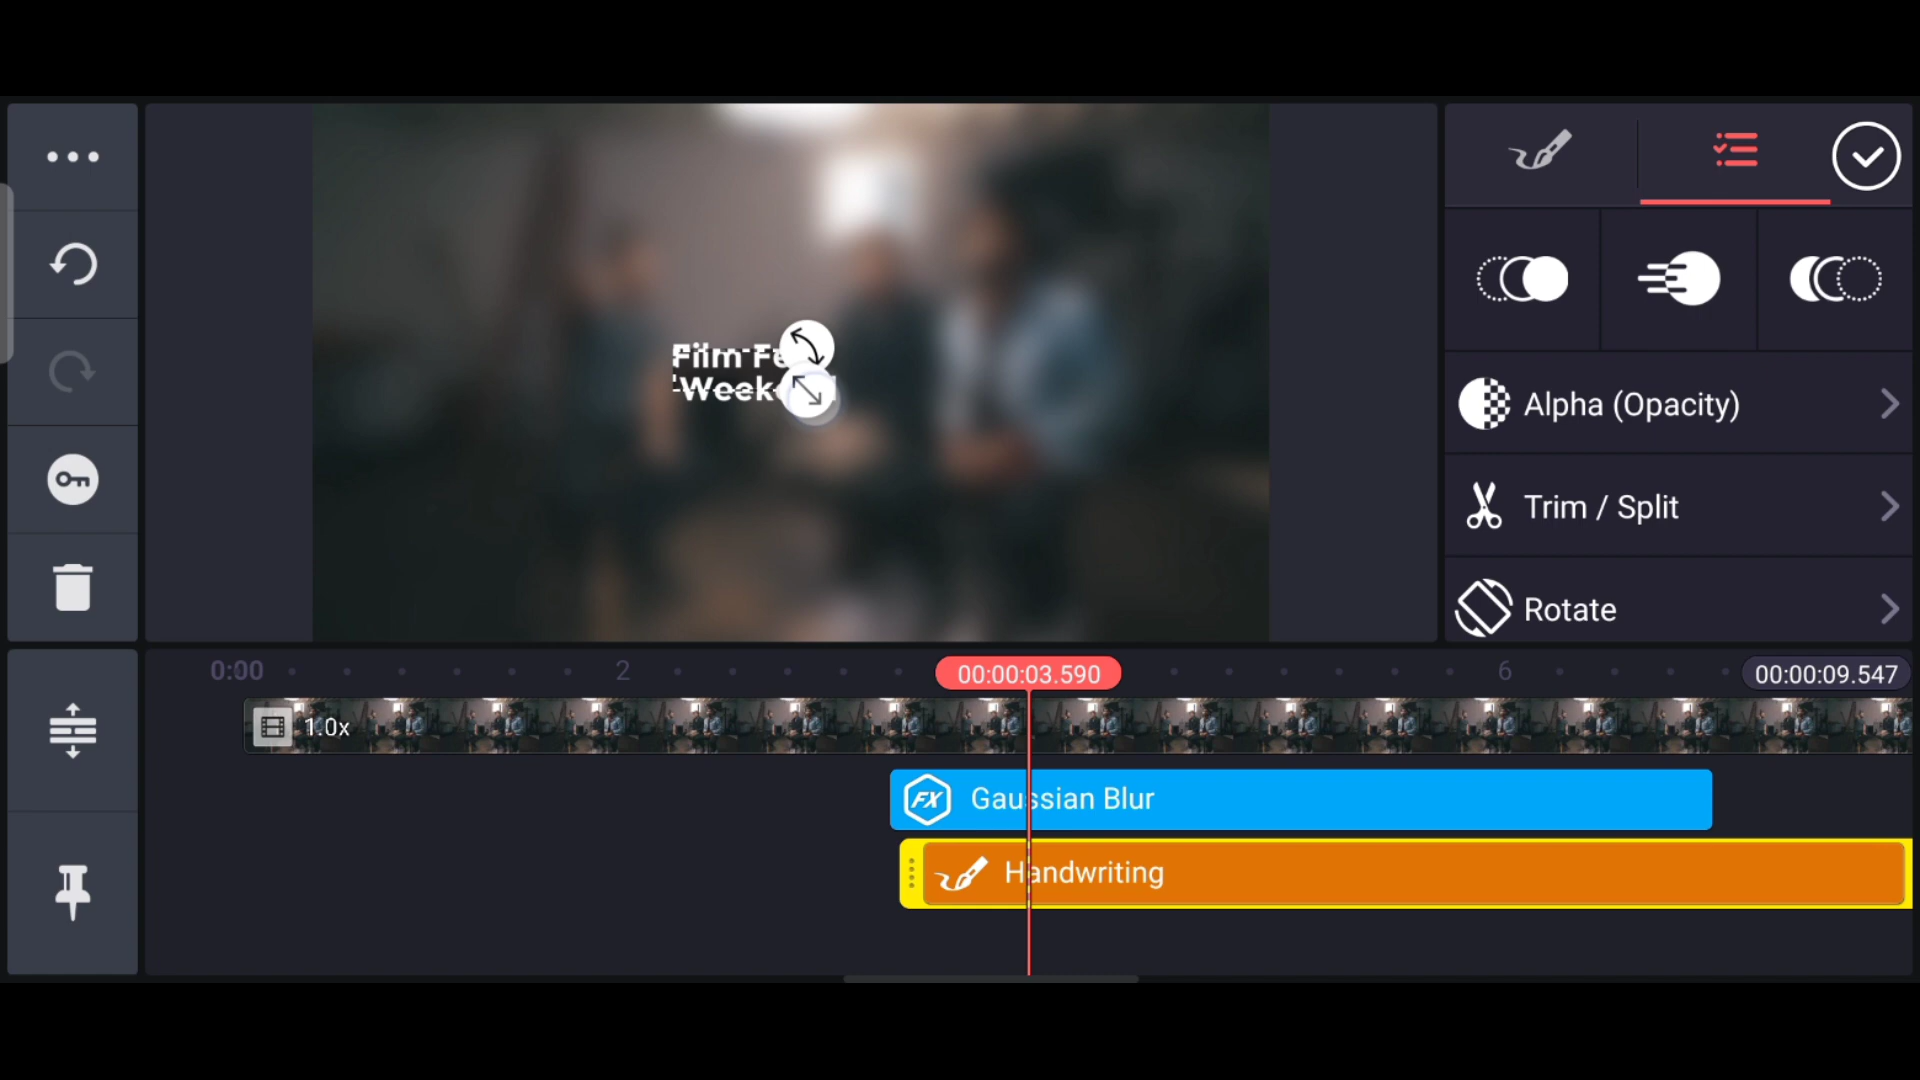 Film Fe
Week
Alpha (Opacity)
Trim / Split
Rotate
0:00
2
00:00:03.590
6
00:00:09.547
1.0x
FX
Gaussian Blur
Handwriting